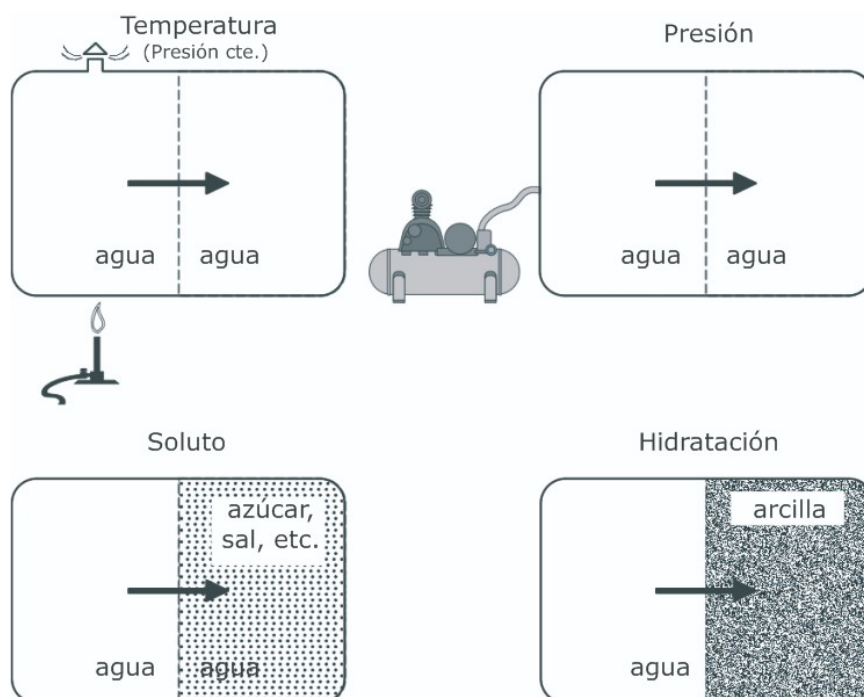 Temperatura
(Presión cte.)
agua
agua
Presión
agua
agua
Soluto
azúcar,
sal, etc.
agua
agua
Hidratación
arcilla
agua